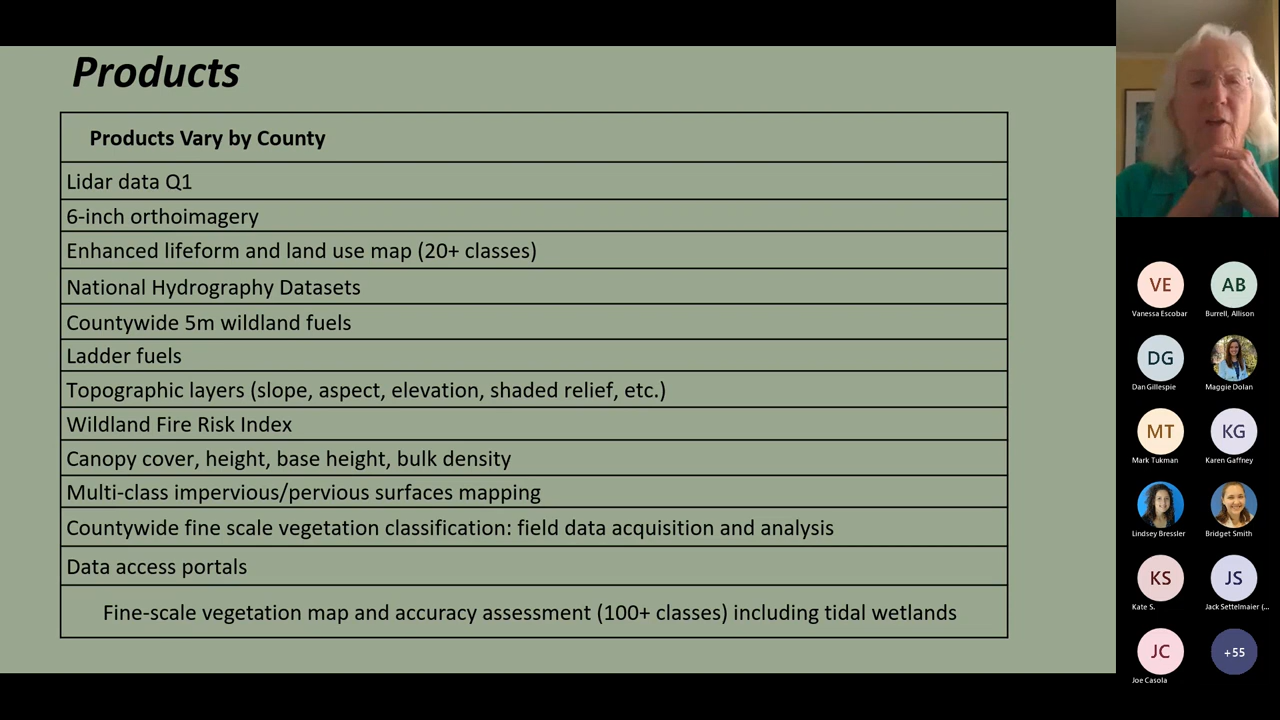 Products
Products Vary by County
Lidar data Q1
6-inch orthoimagery
Enhanced lifeform and land use map (20+ classes)
National Hydrography Datasets
Countywide 5m wildland fuels
Ladder fuels
Topographic layers (slope, aspect, elevation, shaded relief, etc.)
Wildland Fire Risk Index
Canopy cover, height, base height, bulk density
Multi-class impervious/pervious surfaces mapping
Countywide fine scale vegetation classification: field data acquisition and analysis
Data access portals
Fine-scale vegetation map and accuracy assessment (100+ classes) including tidal wetlands
VE AB
Vanessa Escobar Burrell, Allison
DG
Dan Gillespie Maggie Dolan
MT KG
Mark Tukman Karen Gaffney
Lindsey Bressler Bridget Smith
KS JS
Kate S. Jack Settelmaier (...
JC +55
Joe Casola